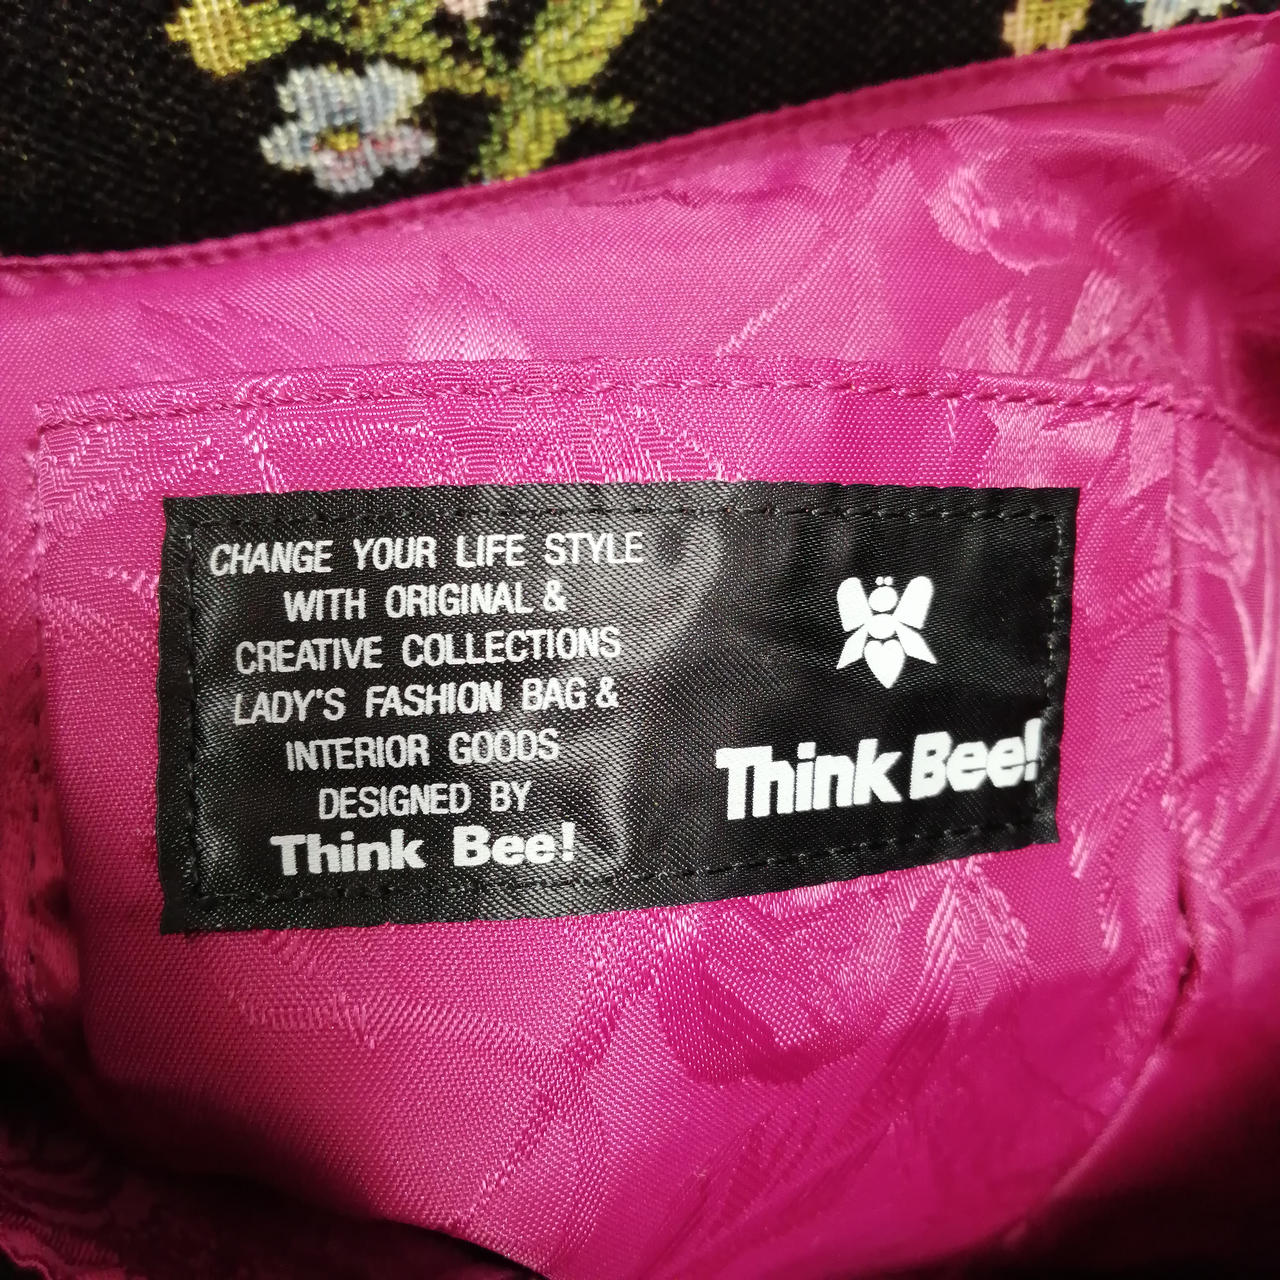 CHANGE YOUR LIFE STYLE
WITH ORIGINAL &
CREATIVE COLLECTIONS
LADY'S FASHION BAG &
INTERIOR GOODS
DESIGNED BY
Think Bee!
Think Bee!